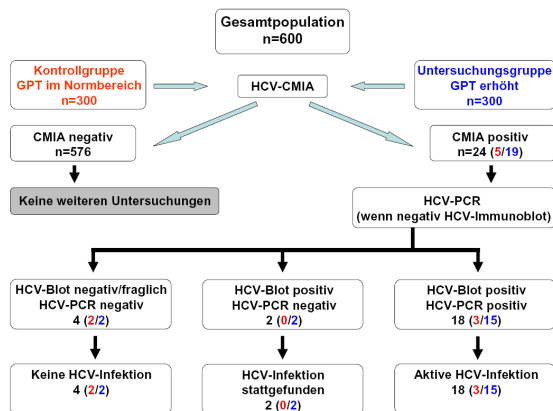 Gesamtpopulation
n=600
Kontrollgruppe
GPT im Normbereich
n=300
HCV-CMIA
Untersuchungsgruppe
GPT erhöht
n=300
CMIA negativ
n=576
CMIA positiv
n=24 (5/19)
Keine weiteren Untersuchungen
HCV-PCR
(wenn negativ HCV-Immunoblot)
HCV-Blot negativ/fraglich
HCV-PCR negativ
4 (2/2)
HCV-Blot positiv
HCV-PCR negativ
2 (0/2)
HCV-Blot positiv
HCV-PCR positiv
18 (3/15)
Keine HCV-Infektion
4 (2/2)
HCV-Infektion
stattgefunden
2 (0/2)
Aktive HCV-Infektion
18 (3/15)